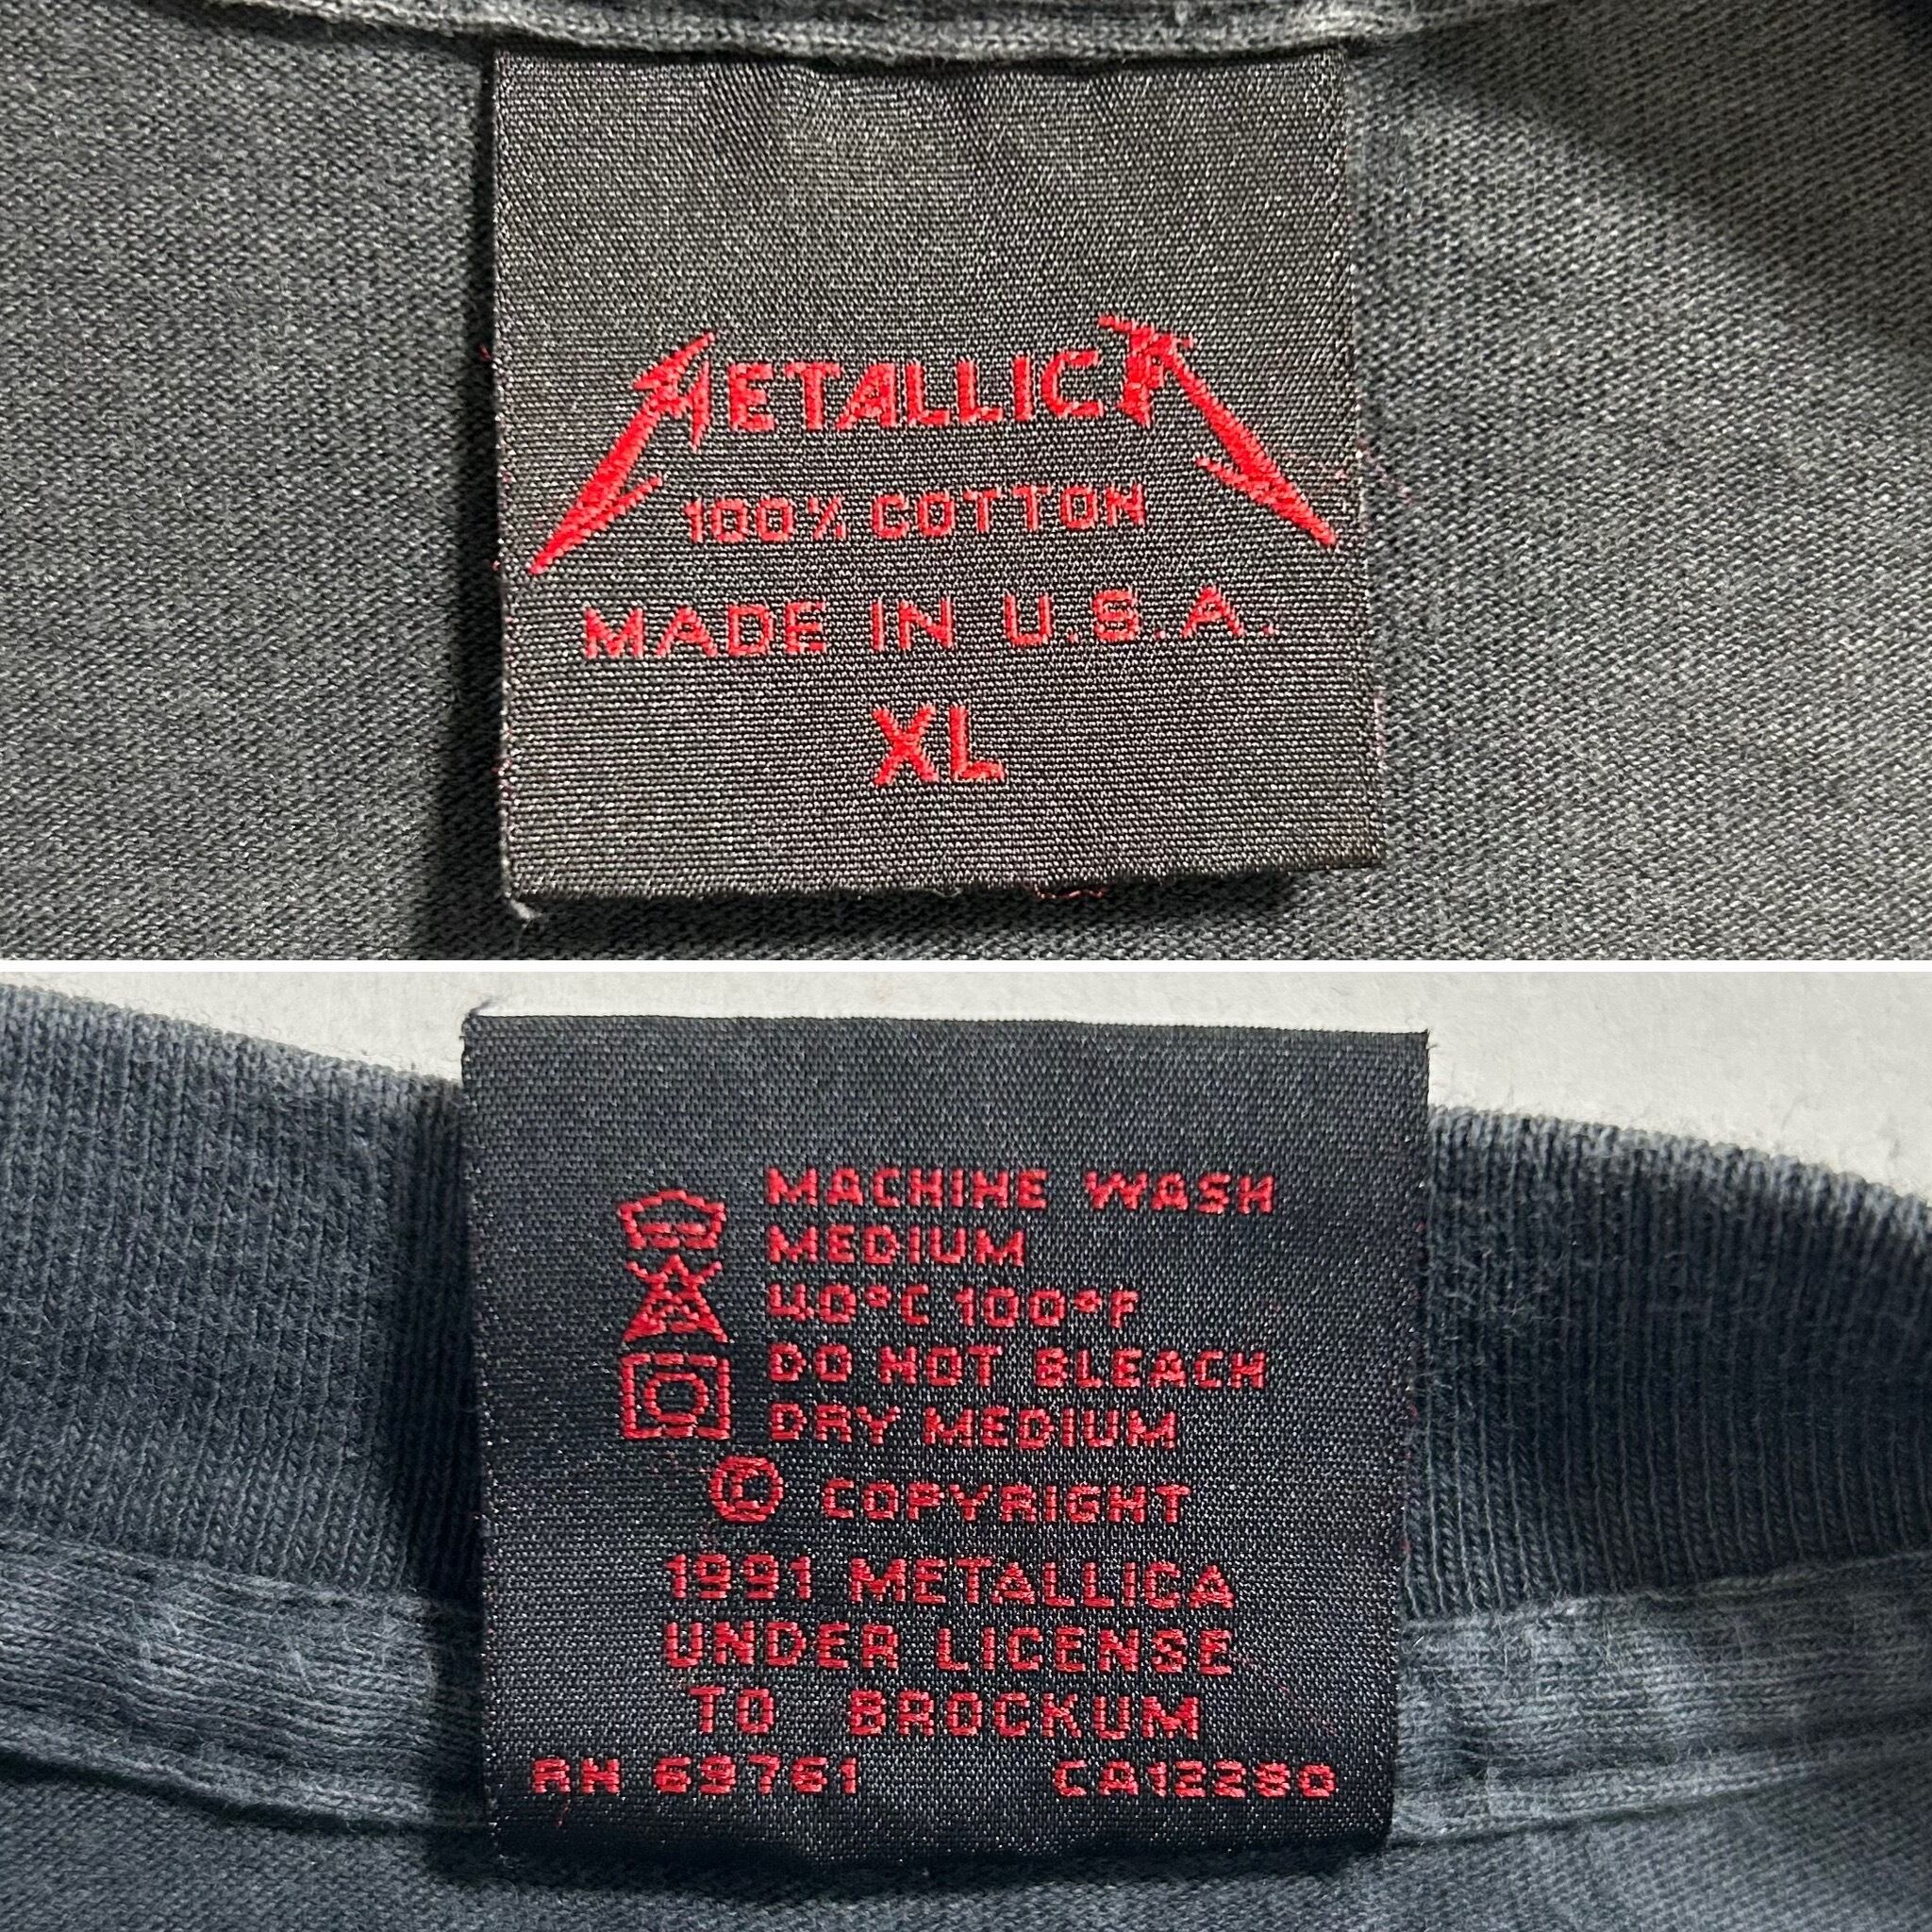 METALLICA
100% COTTON
MADE IN U.S.A.
XL
MACHINE WASH
MEDIUM
40°C 100°F
DO NOT BLEACH
DRY MEDIUM
© COPYRIGHT
1991 METALLICA
UNDER LICENSE
TO BROCKUM
RN 69761 CA12290